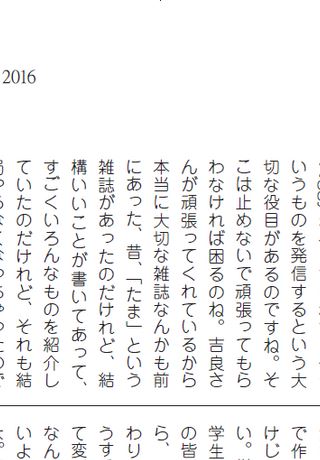 2016
いうものを発信するという大
切な役目があるのですね。そ
こは止めないで頑張ってもら
わなければ困るのね。吉良さ
んが頑張ってくれているから
本当に大切な雑誌なんかも前
にあった、昔、「たま」という
雑誌があったのだけれど、結
構いいことが書いてあって、
すごくいろんなものを紹介し
ていたのだけれど、それも結
で作
けじ
い。
学生
の皆
ら、
わり
うす
て変
なん
いよ